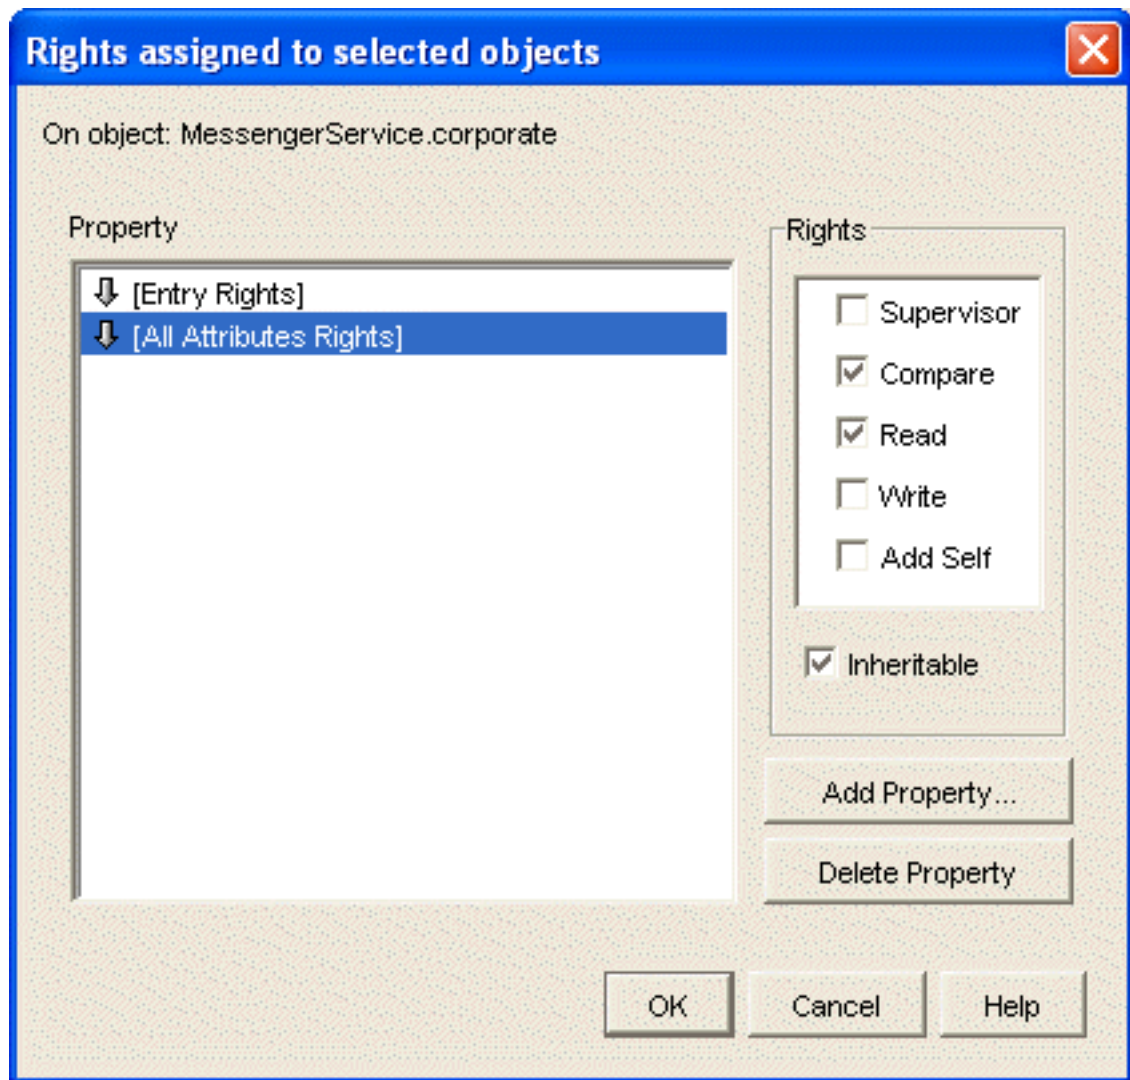 Rights assigned to selected objects
On object: MessengerService.corporate
Property
[Entry Rights]
[All Attributes Rights]
Rights
Supervisor
Compare
Read
Write
Add Self
Inheritable
Add Property...
Delete Property
OK
Cancel
Help